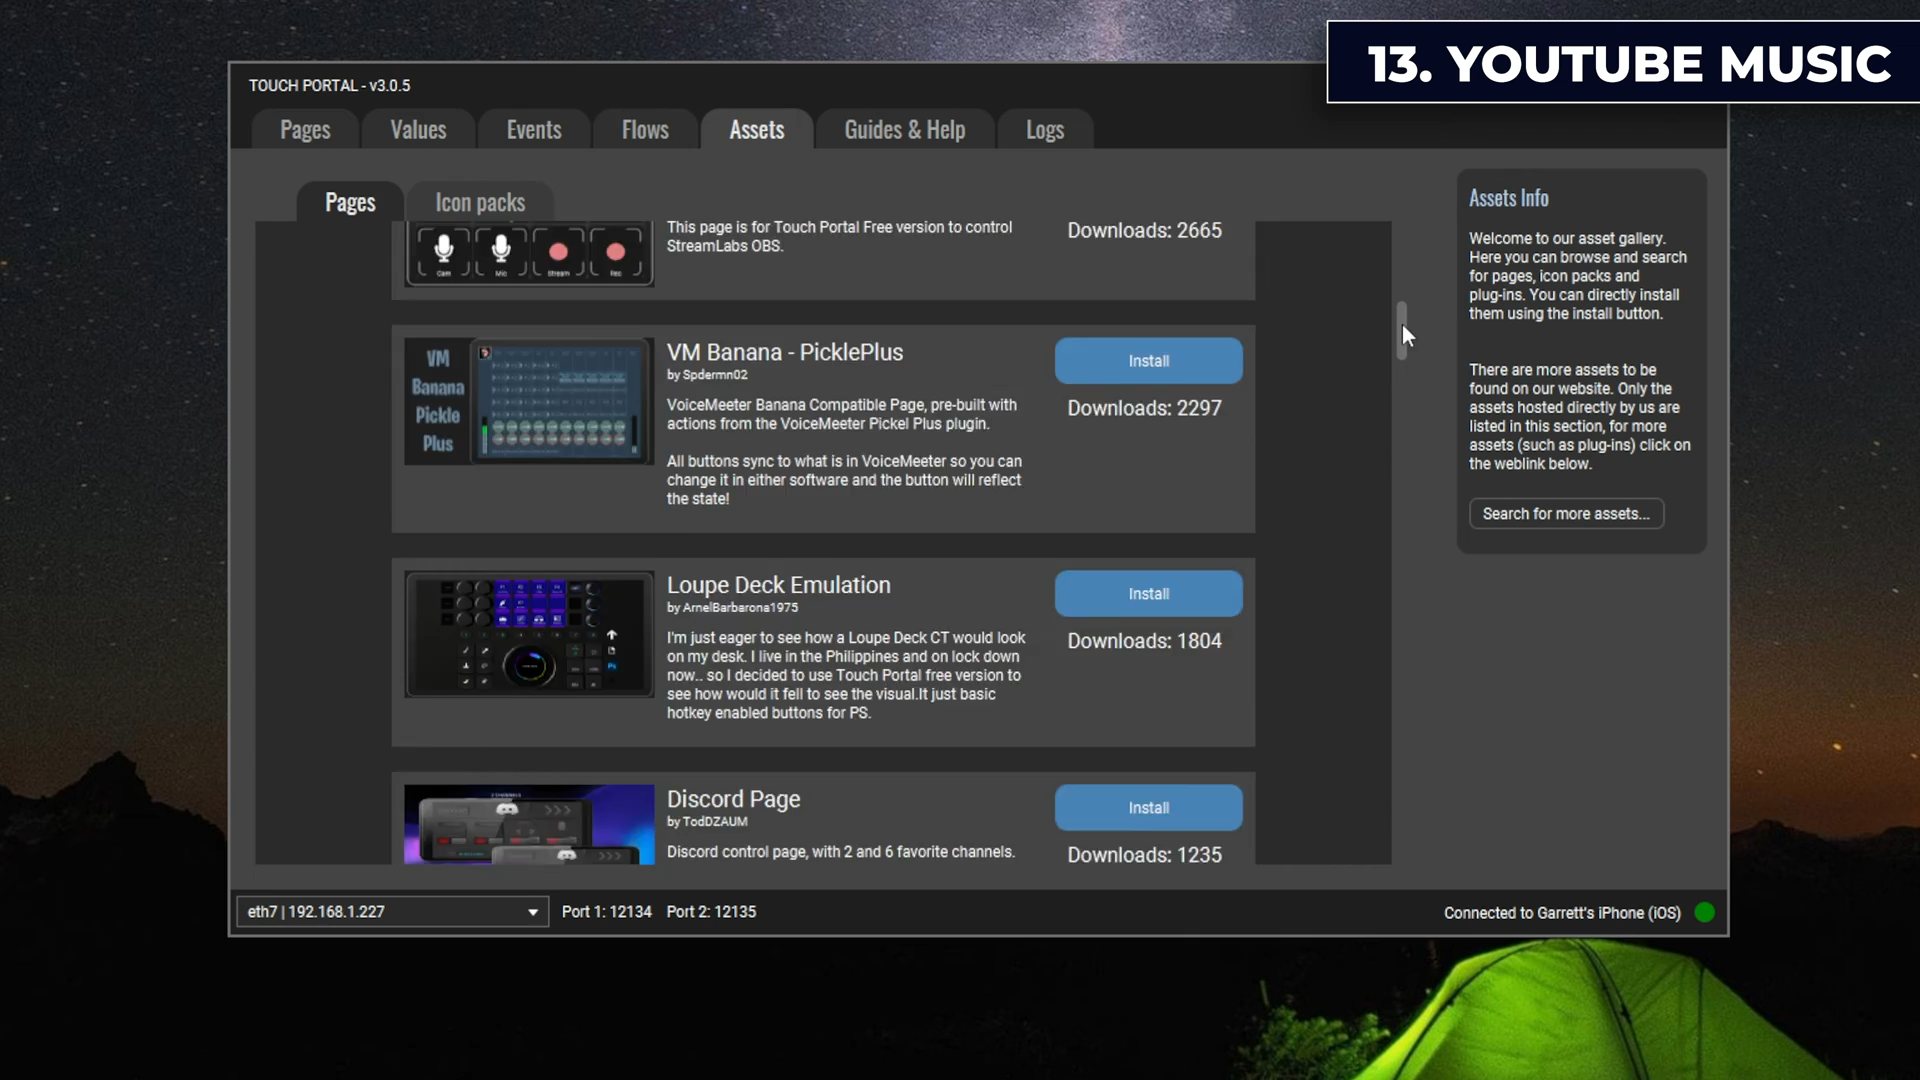 13. YOUTUBE MUSIC
TOUCH PORTAL - v3.0.5
Pages
Values
Events
Flows
Assets
Guides & Help
Logs
Pages
Icon packs
Cam
Mic
Stream
Rec
This page is for Touch Portal Free version to control
StreamLabs OBS.
Downloads: 2665
VM
Banana
Pickle
Plus
VM Banana - PicklePlus
by Spdermn02
VoiceMeeter Banana Compatible Page, pre-built with
actions from the VoiceMeeter Pickel Plus plugin.
All buttons sync to what is in VoiceMeeter so you can
change it in either software and the button will reflect
the state!
Install
Downloads: 2297
Loupe Deck Emulation
by ArnelBarbarona1975
I'm just eager to see how a Loupe Deck CT would look
on my desk. I live in the Philippines and on lock down
now.. so I decided to use Touch Portal free version to
see how would it fell to see the visual.It just basic
hotkey enabled buttons for PS.
Install
Downloads: 1804
Discord Page
by TodDZAUM
Discord control page, with 2 and 6 favorite channels.
Install
Downloads: 1235
Assets Info
Welcome to our asset gallery.
Here you can browse and search
for pages, icon packs and
plug-ins. You can directly install
them using the install button.
There are more assets to be
found on our website. Only the
assets hosted directly by us are
listed in this section, for more
assets (such as plug-ins) click on
the weblink below.
Search for more assets...
eth7 | 192.168.1.227
Port 1: 12134
Port 2: 12135
Connected to Garrett's iPhone (iOS)